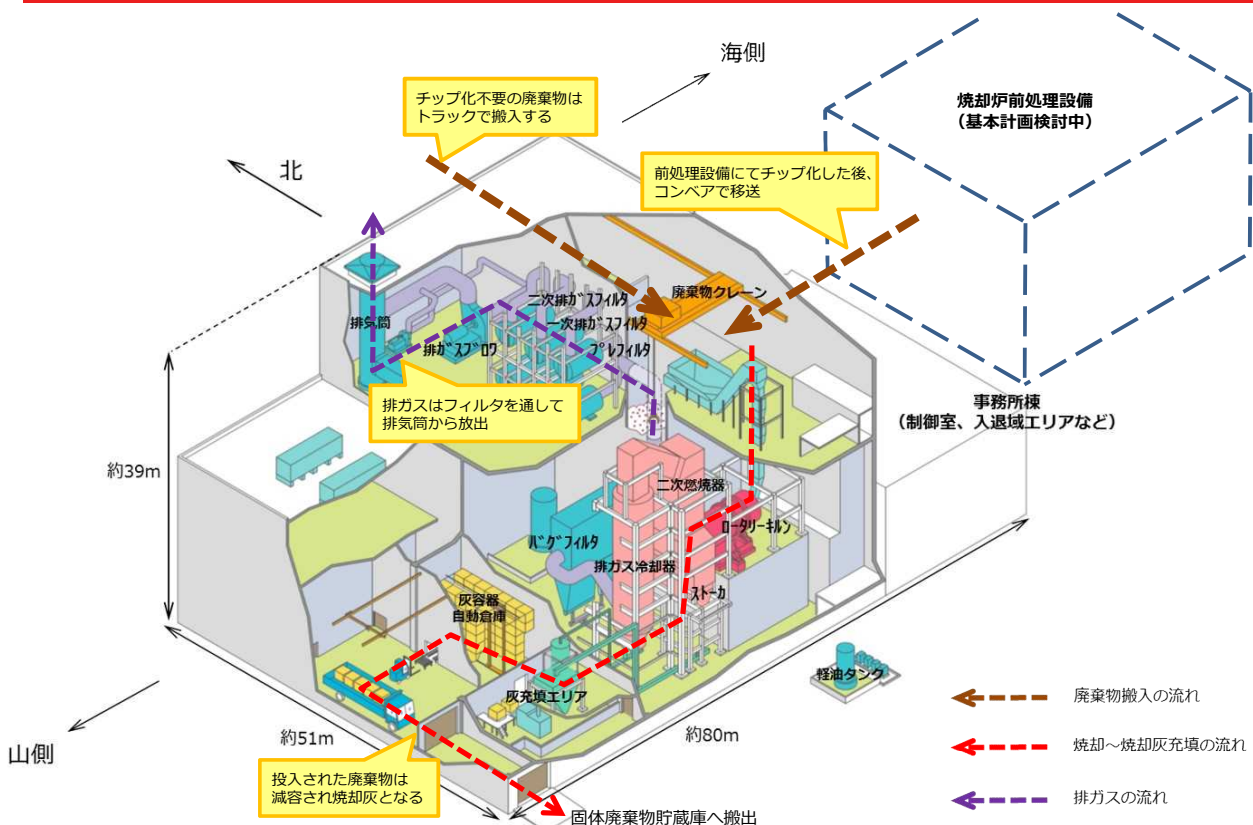 海側
チップ化不要の廃棄物は
トラックで搬入する
焼却炉前処理設備
（基本計画検討中）
北
前処理設備にてチップ化した後、
コンベアで移送
二次排ｶﾞｽﾌｨﾙﾀ
廃棄物クレーン
排気筒
一次排ｶﾞｽﾌｨﾙﾀ
排ｶﾞｽﾌﾞﾛﾜ
ﾌﾟﾚﾌｨﾙﾀ
排ガスはフィルタを通して
排気筒から放出
事務所棟
（制御室、入退域エリアなど）
約39m
二次燃焼器
ﾛｰﾀﾘｰｷﾙﾝ
ﾊﾞｸﾞﾌｨﾙﾀ
排ガス冷却器
ｽﾄｰｶ
灰容器
自動倉庫
軽油タンク
灰充填エリア
廃棄物搬入の流れ
約51m
約80m
焼却～焼却灰充填の流れ
山側
投入された廃棄物は
減容され焼却灰となる
排ガスの流れ
固体廃棄物貯蔵庫へ搬出